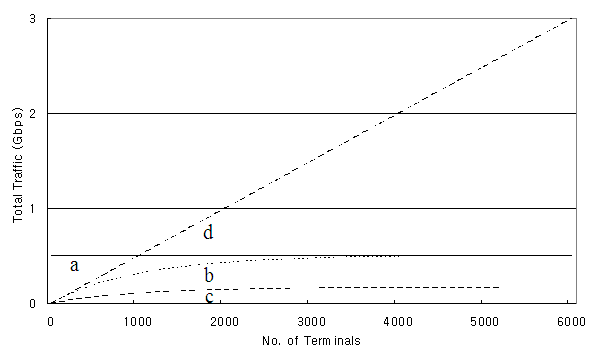 3
2
1
0
Total Traffic (Gbps)
a
d
b
c
0 1000 2000 3000 4000 5000 6000
No. of Terminals